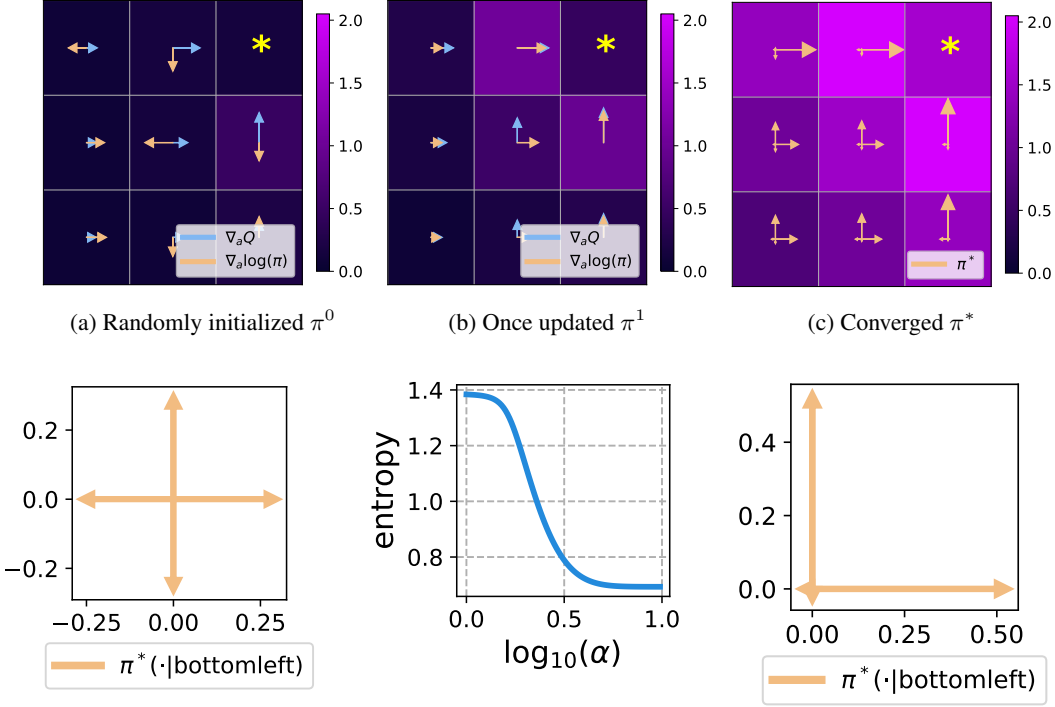 *
2.0
1.5
1.0
0.5
0.0
∇ₐQ
∇ₐlog(π)
*
2.0
1.5
1.0
0.5
0.0
∇ₐQ
∇ₐlog(π)
*
2.0
1.5
1.0
0.5
0.0
π*
(a) Randomly initialized π⁰
(b) Once updated π¹
(c) Converged π*
0.2
0.0
−0.2
−0.25 0.00 0.25
π*(·|bottomleft)
entropy
1.4
1.2
1.0
0.8
0.0 0.5 1.0
log₁₀(α)
0.4
0.2
0.0
0.00 0.25 0.50
π*(·|bottomleft)